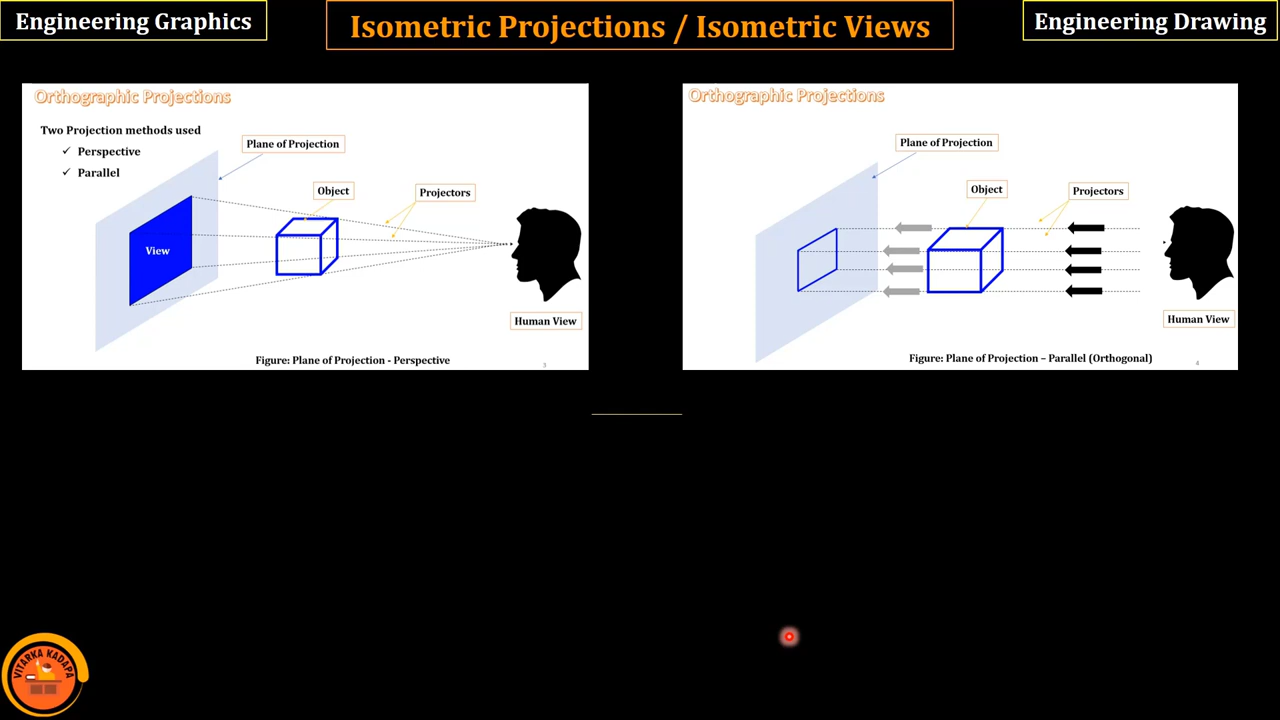 Engineering Graphics
Isometric Projections / Isometric Views
Engineering Drawing
Orthographic Projections
Two Projection methods used
✓ Perspective
✓ Parallel
Plane of Projection
Object
Projectors
View
Human View
Figure: Plane of Projection - Perspective
3
Orthographic Projections
Plane of Projection
Object
Projectors
Human View
Figure: Plane of Projection – Parallel (Orthogonal)
4
VITARKA KADAPA